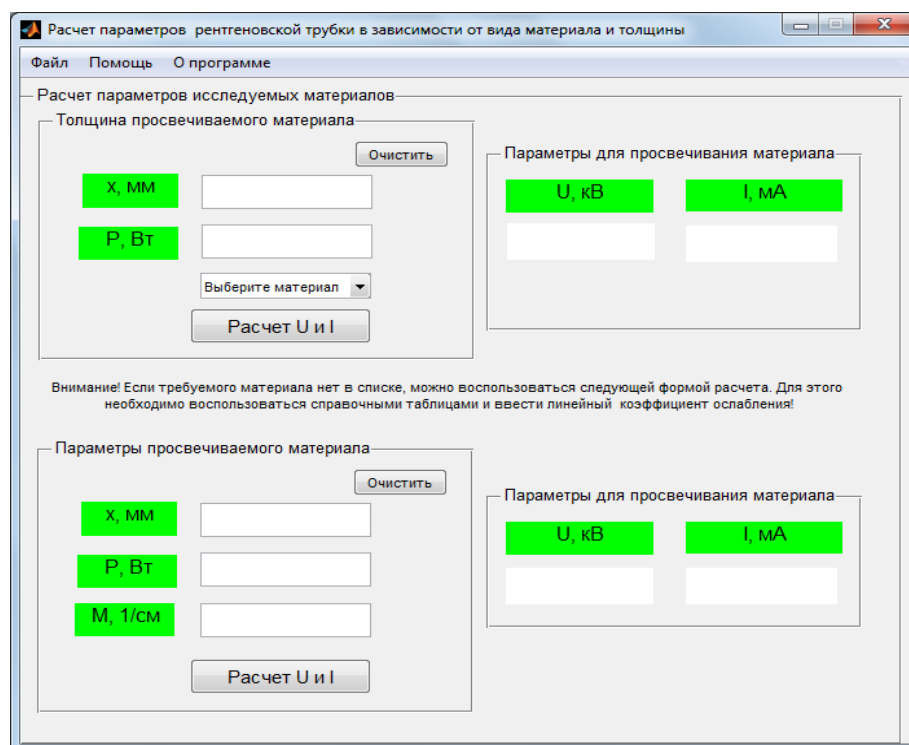 Расчет параметров рентгеновской трубки в зависимости от вида материала и толщины
Файл Помощь О программе
Расчет параметров исследуемых материалов
Толщина просвечиваемого материала
Очистить
х, мм
Р, Вт
Выберите материал
Расчет U и I
Параметры для просвечивания материала
U, кВ I, мА
Внимание! Если требуемого материала нет в списке, можно воспользоваться следующей формой расчета. Для этого
необходимо воспользоваться справочными таблицами и ввести линейный коэффициент ослабления!
Параметры просвечиваемого материала
Очистить
х, мм
Р, Вт
М, 1/см
Расчет U и I
Параметры для просвечивания материала
U, кВ I, мА